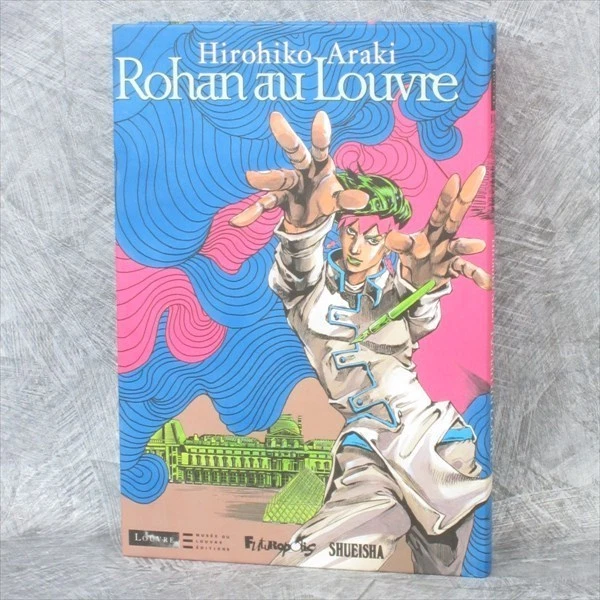 Hirohiko Araki
Rohan au Louvre
LOUVRE
MUSÉE DU
LOUVRE
ÉDITIONS
FUTUROPOLIS
SHUEISHA